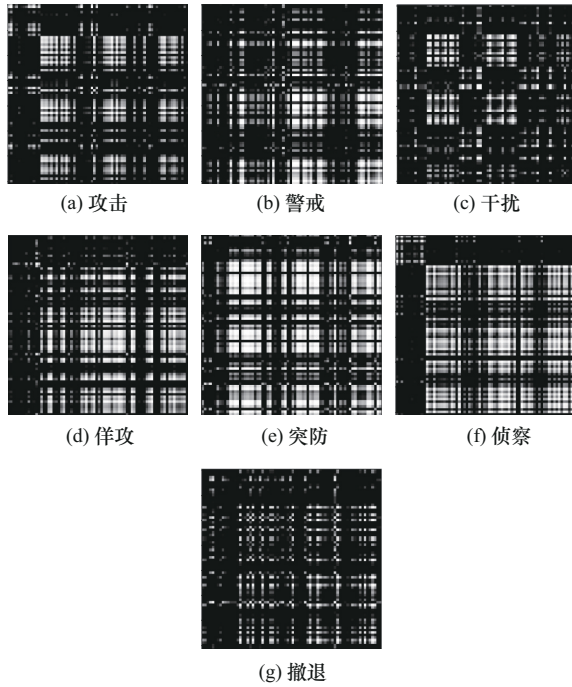 (a) 攻击
(b) 警戒
(c) 干扰
(d) 佯攻
(e) 突防
(f) 侦察
(g) 撤退